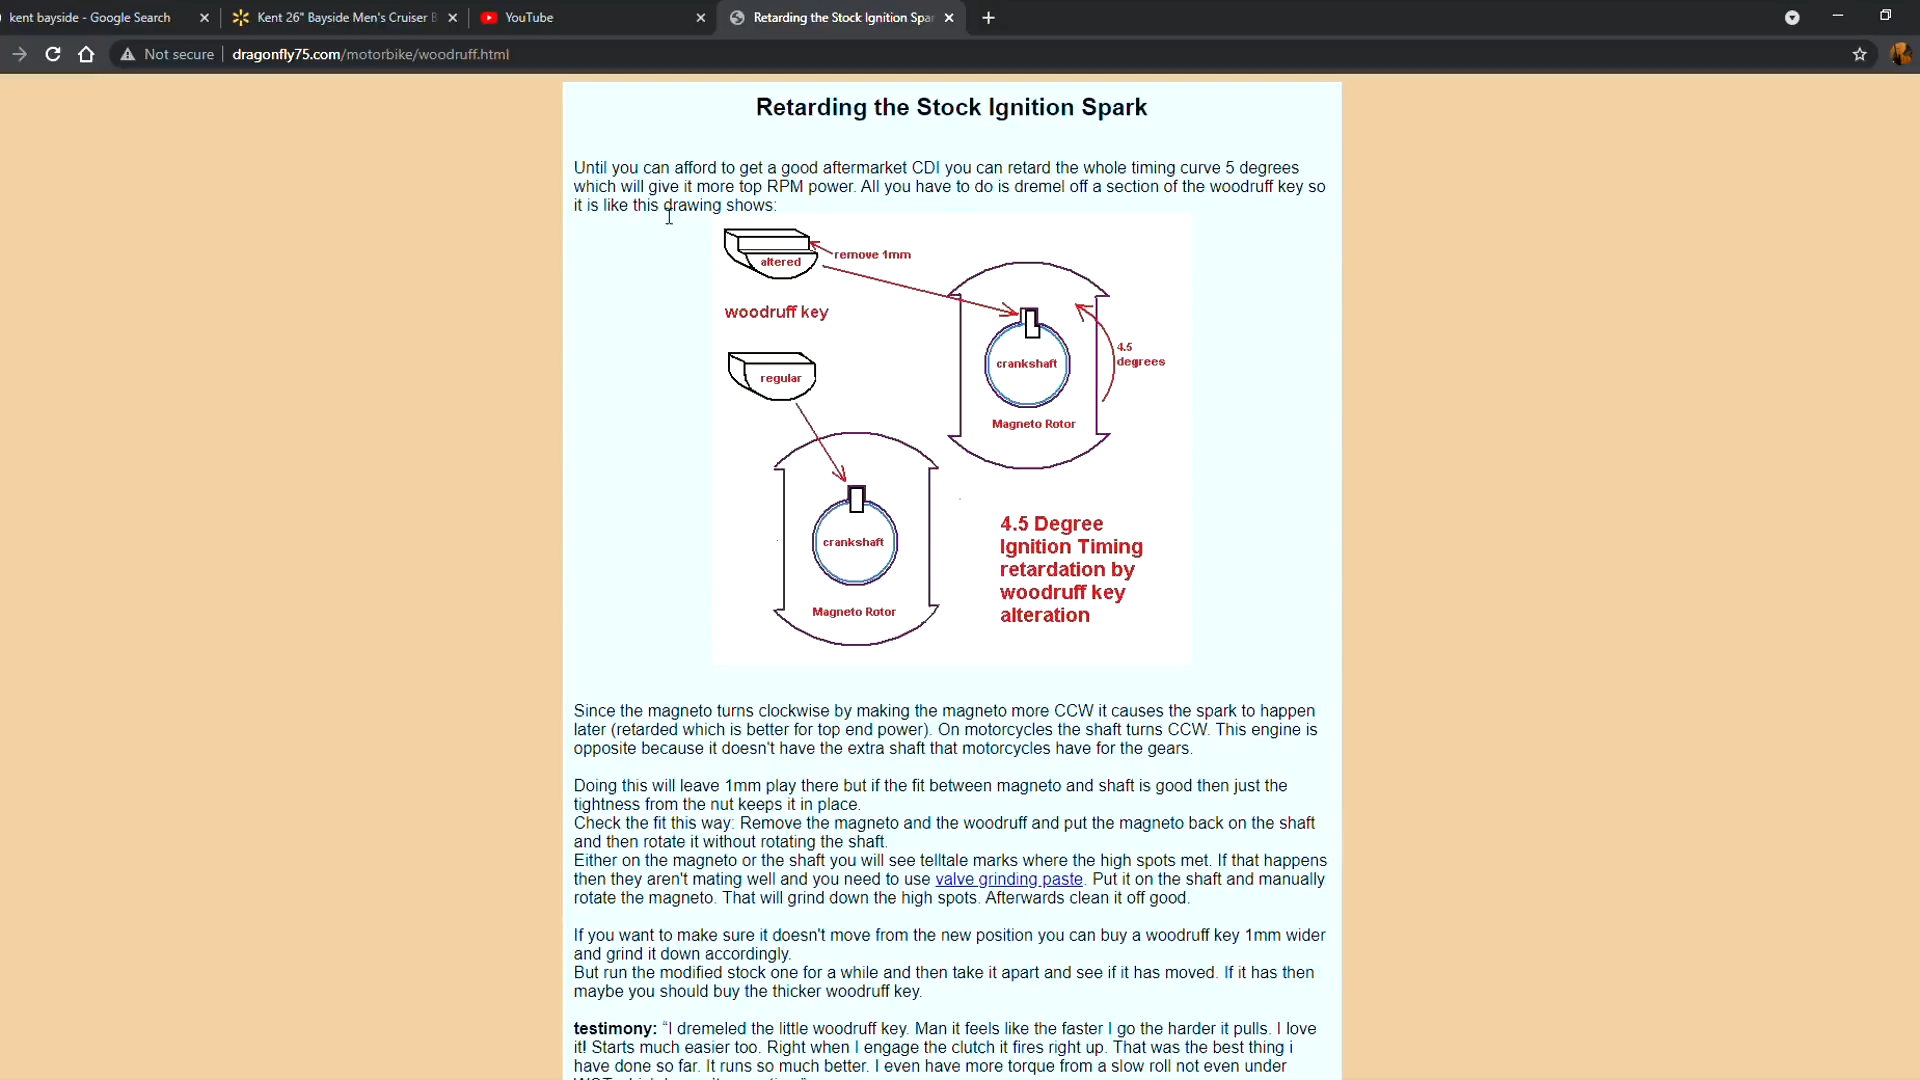 kent bayside - Google Search
Kent 26" Bayside Men's Cruiser B
YouTube
Retarding the Stock Ignition Spar
Not secure
dragonfly75.com/motorbike/woodruff.html
Retarding the Stock Ignition Spark
Until you can afford to get a good aftermarket CDI you can retard the whole timing curve 5 degrees
which will give it more top RPM power. All you have to do is dremel off a section of the woodruff key so
it is like this drawing shows:
altered
remove 1mm
woodruff key
regular
crankshaft
4.5
degrees
Magneto Rotor
crankshaft
Magneto Rotor
4.5 Degree
Ignition Timing
retardation by
woodruff key
alteration
Since the magneto turns clockwise by making the magneto more CCW it causes the spark to happen
later (retarded which is better for top end power). On motorcycles the shaft turns CCW. This engine is
opposite because it doesn't have the extra shaft that motorcycles have for the gears.
Doing this will leave 1mm play there but if the fit between magneto and shaft is good then just the
tightness from the nut keeps it in place.
Check the fit this way: Remove the magneto and the woodruff and put the magneto back on the shaft
and then rotate it without rotating the shaft.
Either on the magneto or the shaft you will see telltale marks where the high spots met. If that happens
then they aren't mating well and you need to use valve grinding paste. Put it on the shaft and manually
rotate the magneto. That will grind down the high spots. Afterwards clean it off good.
If you want to make sure it doesn't move from the new position you can buy a woodruff key 1mm wider
and grind it down accordingly.
But run the modified stock one for a while and then take it apart and see if it has moved. If it has then
maybe you should buy the thicker woodruff key.
testimony: "I dremeled the little woodruff key. Man it feels like the faster I go the harder it pulls. I love
it! Starts much easier too. Right when I engage the clutch it fires right up. That was the best thing i
have done so far. It runs so much better. I even have more torque from a slow roll not even under